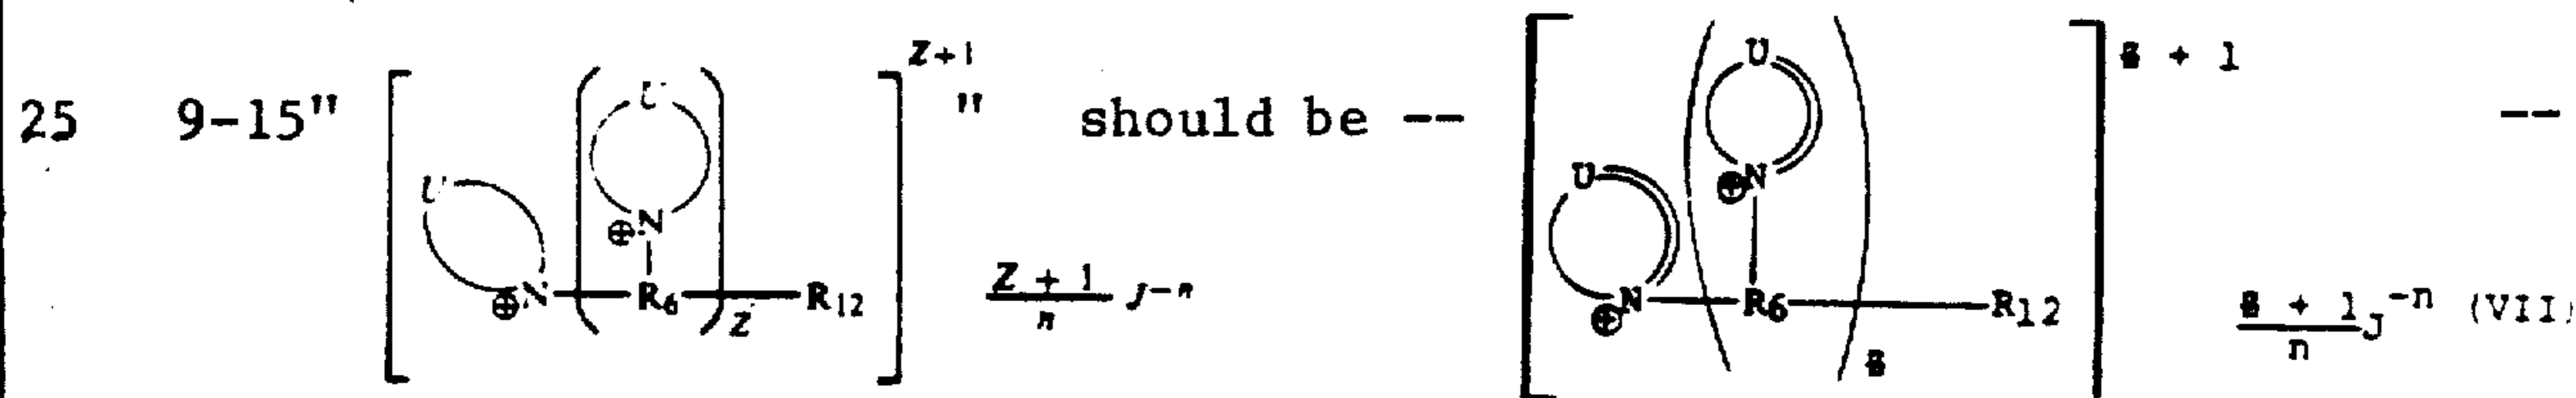 25 9-15" [ U ⊕N ( U ⊕N R6 )Z R12 ]Z+1 " should be -- [ U ⊕N ( U ⊕N R6 ) R12 ] + 1 --
Z + 1 / n J-n
+ 1 / n J-n (VII)